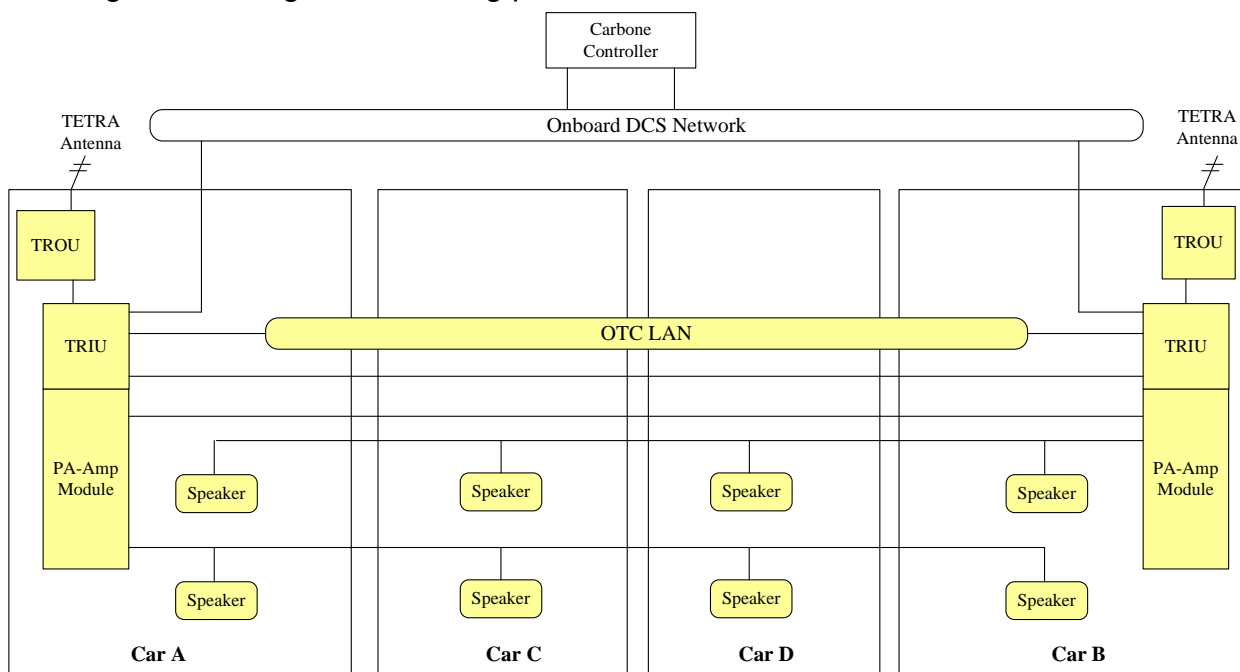 Carbone
Controller
TETRA
Antenna
Onboard DCS Network
TETRA
Antenna
TROU
TROU
TRIU
OTC LAN
TRIU
PA-Amp
Module
Speaker
Speaker
Speaker
Speaker
PA-Amp
Module
Speaker
Speaker
Speaker
Speaker
Car A
Car C
Car D
Car B